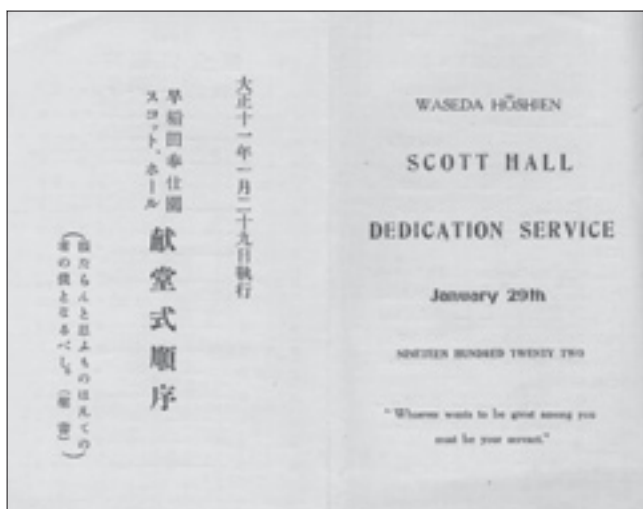 大正十一年一月二十九日執行
早稲田奉仕園
スコット、ホール
献堂式順序
WASEDA HŌSHIEN
SCOTT HALL
DEDICATION SERVICE
January 29th
NINETEEN HUNDRED TWENTY TWO
"Whoever wants to be great among you
must be your servant."